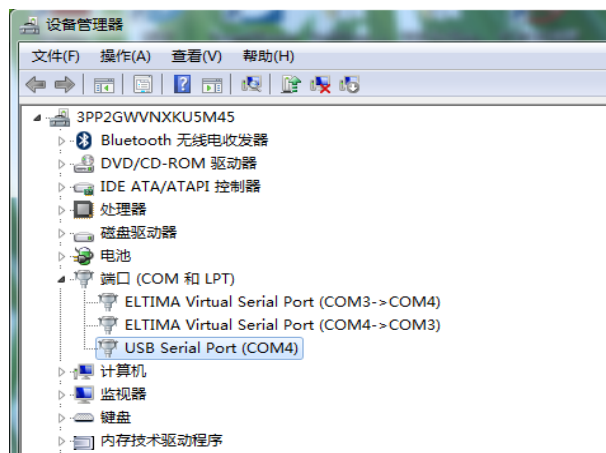 设备管理器
文件(F) 操作(A) 查看(V) 帮助(H)
3PP2GWVNXKU5M45
Bluetooth 无线电收发器
DVD/CD-ROM 驱动器
IDE ATA/ATAPI 控制器
处理器
磁盘驱动器
电池
端口 (COM 和 LPT)
ELTIMA Virtual Serial Port (COM3->COM4)
ELTIMA Virtual Serial Port (COM4->COM3)
USB Serial Port (COM4)
计算机
监视器
键盘
内存技术驱动程序